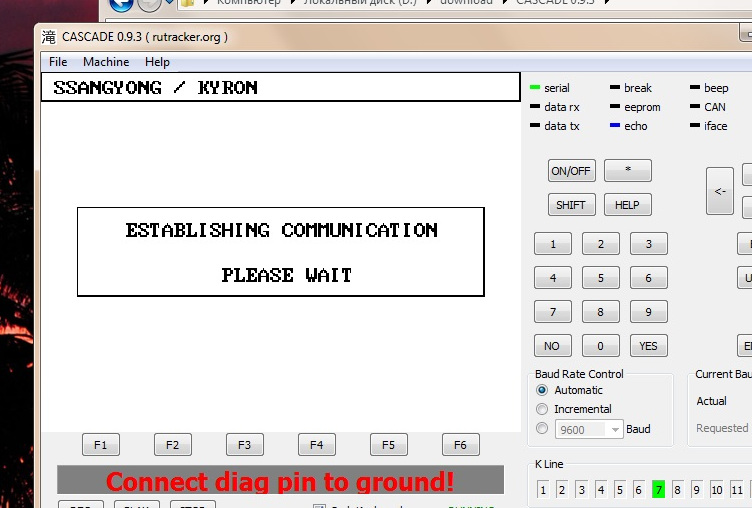 Компьютер
Локальный диск (D:)
download
CASCADE 0.9.3
滝 CASCADE 0.9.3 ( rutracker.org )
File Machine Help
SSANGYONG / KYRON
ESTABLISHING COMMUNICATION
PLEASE WAIT
serial break beep
data rx eeprom CAN
data tx echo iface
ON/OFF *
<-
SHIFT HELP
1 2 3
4 5 6
7 8 9
NO 0 YES
Baud Rate Control
Automatic
Incremental
9600 Baud
Current Bau
Actual
Requested
F1 F2 F3 F4 F5 F6
Connect diag pin to ground!
K Line
1 2 3 4 5 6 7 8 9 10 11